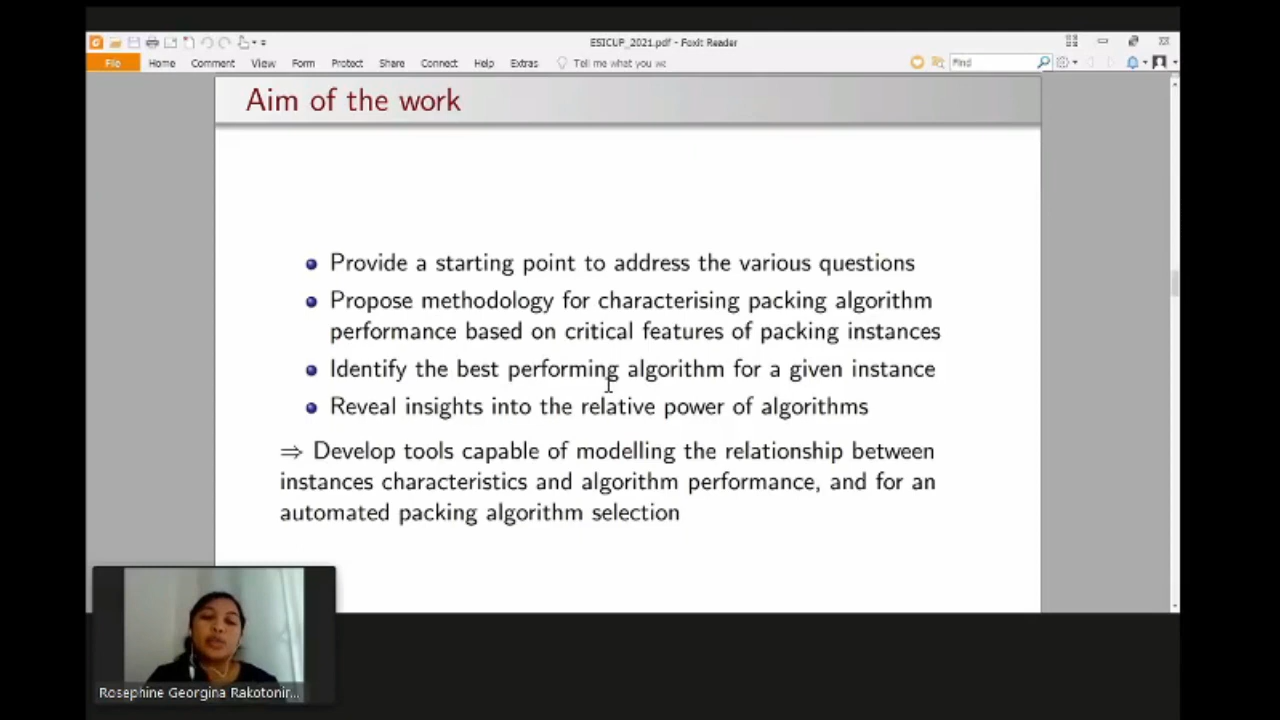 ESICUP_2021.pdf - Foxit Reader
File Home Comment View Form Protect Share Connect Help Extras Tell me what you we Find
Aim of the work
Provide a starting point to address the various questions
Propose methodology for characterising packing algorithm
performance based on critical features of packing instances
Identify the best performing algorithm for a given instance
Reveal insights into the relative power of algorithms
⇒ Develop tools capable of modelling the relationship between
instances characteristics and algorithm performance, and for an
automated packing algorithm selection
Rosephine Georgina Rakotonir...